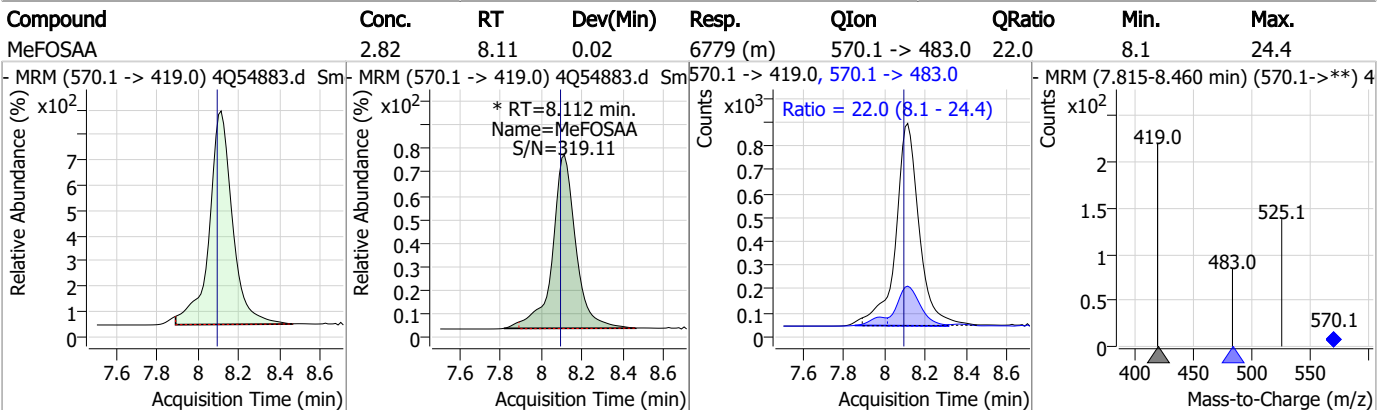 Compound Conc. RT Dev(Min) Resp. QIon QRatio Min. Max.
MeFOSAA 2.82 8.11 0.02 6779 (m) 570.1 -> 483.0 22.0 8.1 24.4
- MRM (570.1 -> 419.0) 4Q54883.d Sm
Relative Abundance (%)
x10²
7
6
5
4
3
2
1
0
7.6 7.8 8 8.2 8.4 8.6
Acquisition Time (min)
- MRM (570.1 -> 419.0) 4Q54883.d Sm
Relative Abundance (%)
x10²
* RT=8.112 min.
Name=MeFOSAA
S/N=319.11
0.8
0.7
0.6
0.5
0.4
0.3
0.2
0.1
0
7.6 7.8 8 8.2 8.4 8.6
Acquisition Time (min)
570.1 -> 419.0, 570.1 -> 483.0
Counts
x10³
Ratio = 22.0 (8.1 - 24.4)
0.8
0.7
0.6
0.5
0.4
0.3
0.2
0.1
0
7.6 7.8 8 8.2 8.4 8.6
Acquisition Time (min)
- MRM (7.815-8.460 min) (570.1->**) 4
Counts
x10²
2
1.5
1
0.5
0
419.0
483.0
525.1
570.1
400 450 500 550
Mass-to-Charge (m/z)